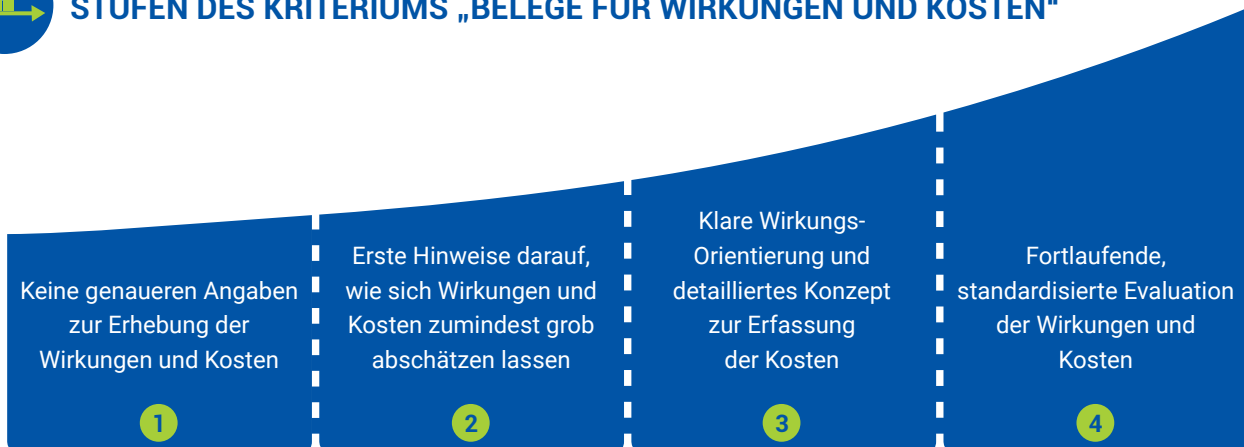 STUFEN DES KRITERIUMS „BELEGE FÜR WIRKUNGEN UND KOSTEN“
Keine genaueren Angaben
zur Erhebung der
Wirkungen und Kosten
1
Erste Hinweise darauf,
wie sich Wirkungen und
Kosten zumindest grob
abschätzen lassen
2
Klare Wirkungs-
Orientierung und
detailliertes Konzept
zur Erfassung
der Kosten
3
Fortlaufende,
standardisierte Evaluation
der Wirkungen und
Kosten
4